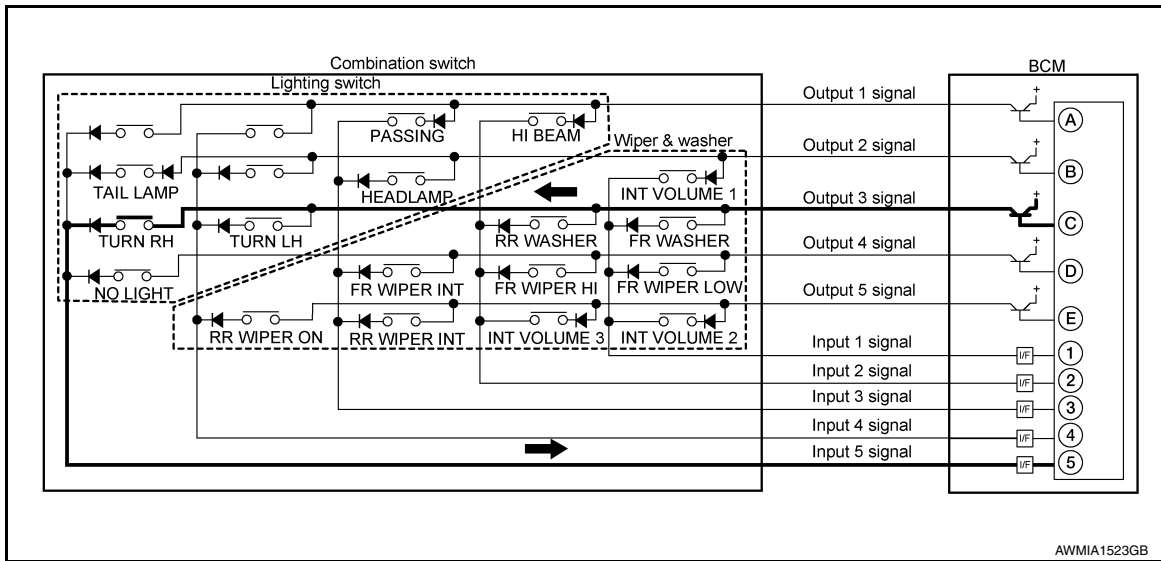 Combination switch
BCM
Lighting switch
Output 1 signal
+
A
PASSING
HI BEAM
Wiper & washer
Output 2 signal
+
B
TAIL LAMP
HEADLAMP
INT VOLUME 1
Output 3 signal
+
C
TURN RH
TURN LH
RR WASHER
FR WASHER
Output 4 signal
+
D
NO LIGHT
FR WIPER INT
FR WIPER HI
FR WIPER LOW
Output 5 signal
+
E
RR WIPER ON
RR WIPER INT
INT VOLUME 3
INT VOLUME 2
Input 1 signal
I/F
1
Input 2 signal
I/F
2
Input 3 signal
I/F
3
Input 4 signal
I/F
4
Input 5 signal
I/F
5
AWMIA1523GB